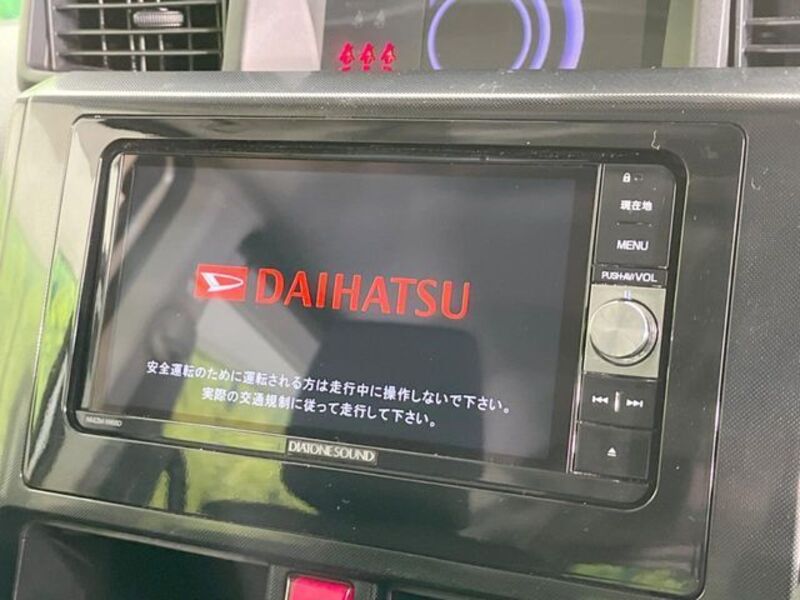 現在地
MENU
PUSH-AV/VOL
DAIHATSU
安全運転のために運転される方は走行中に操作しないで下さい。
実際の交通規制に従って走行して下さい。
DIATONE SOUND